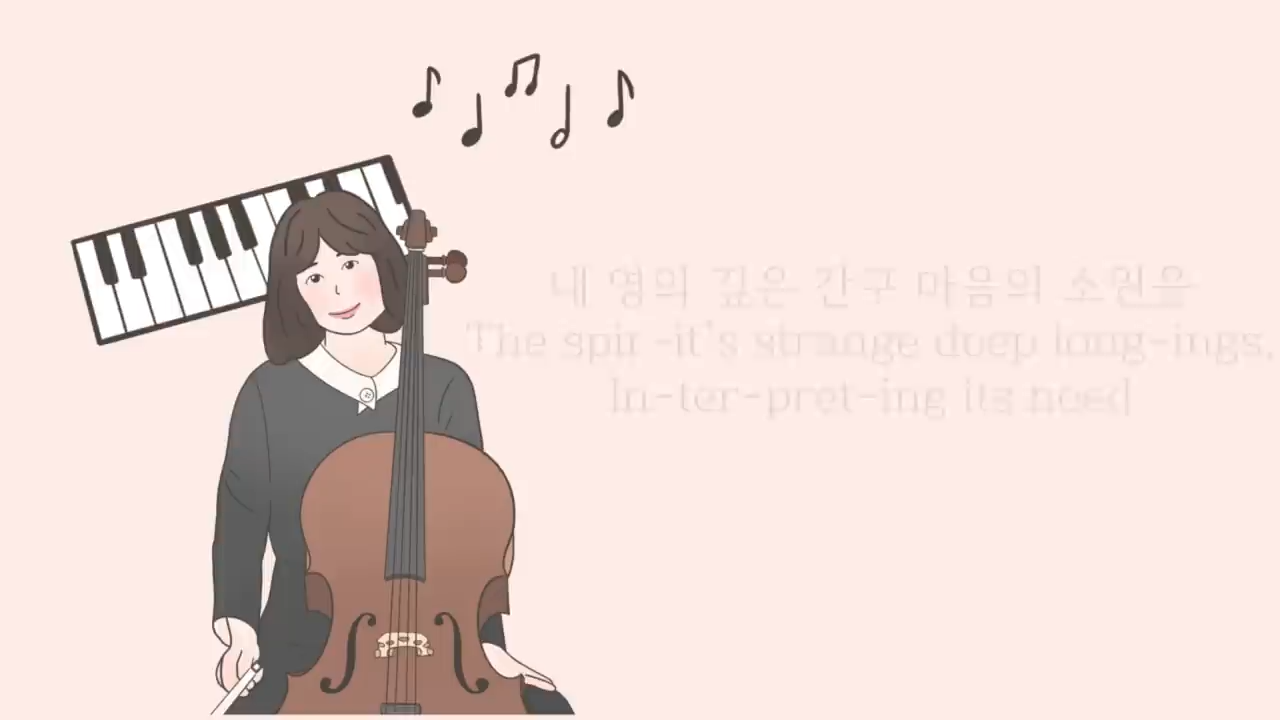 내 영의 깊은 간구 마음의 소원을
The spir-it's strange deep long-ings,
In-ter-pret-ing its need